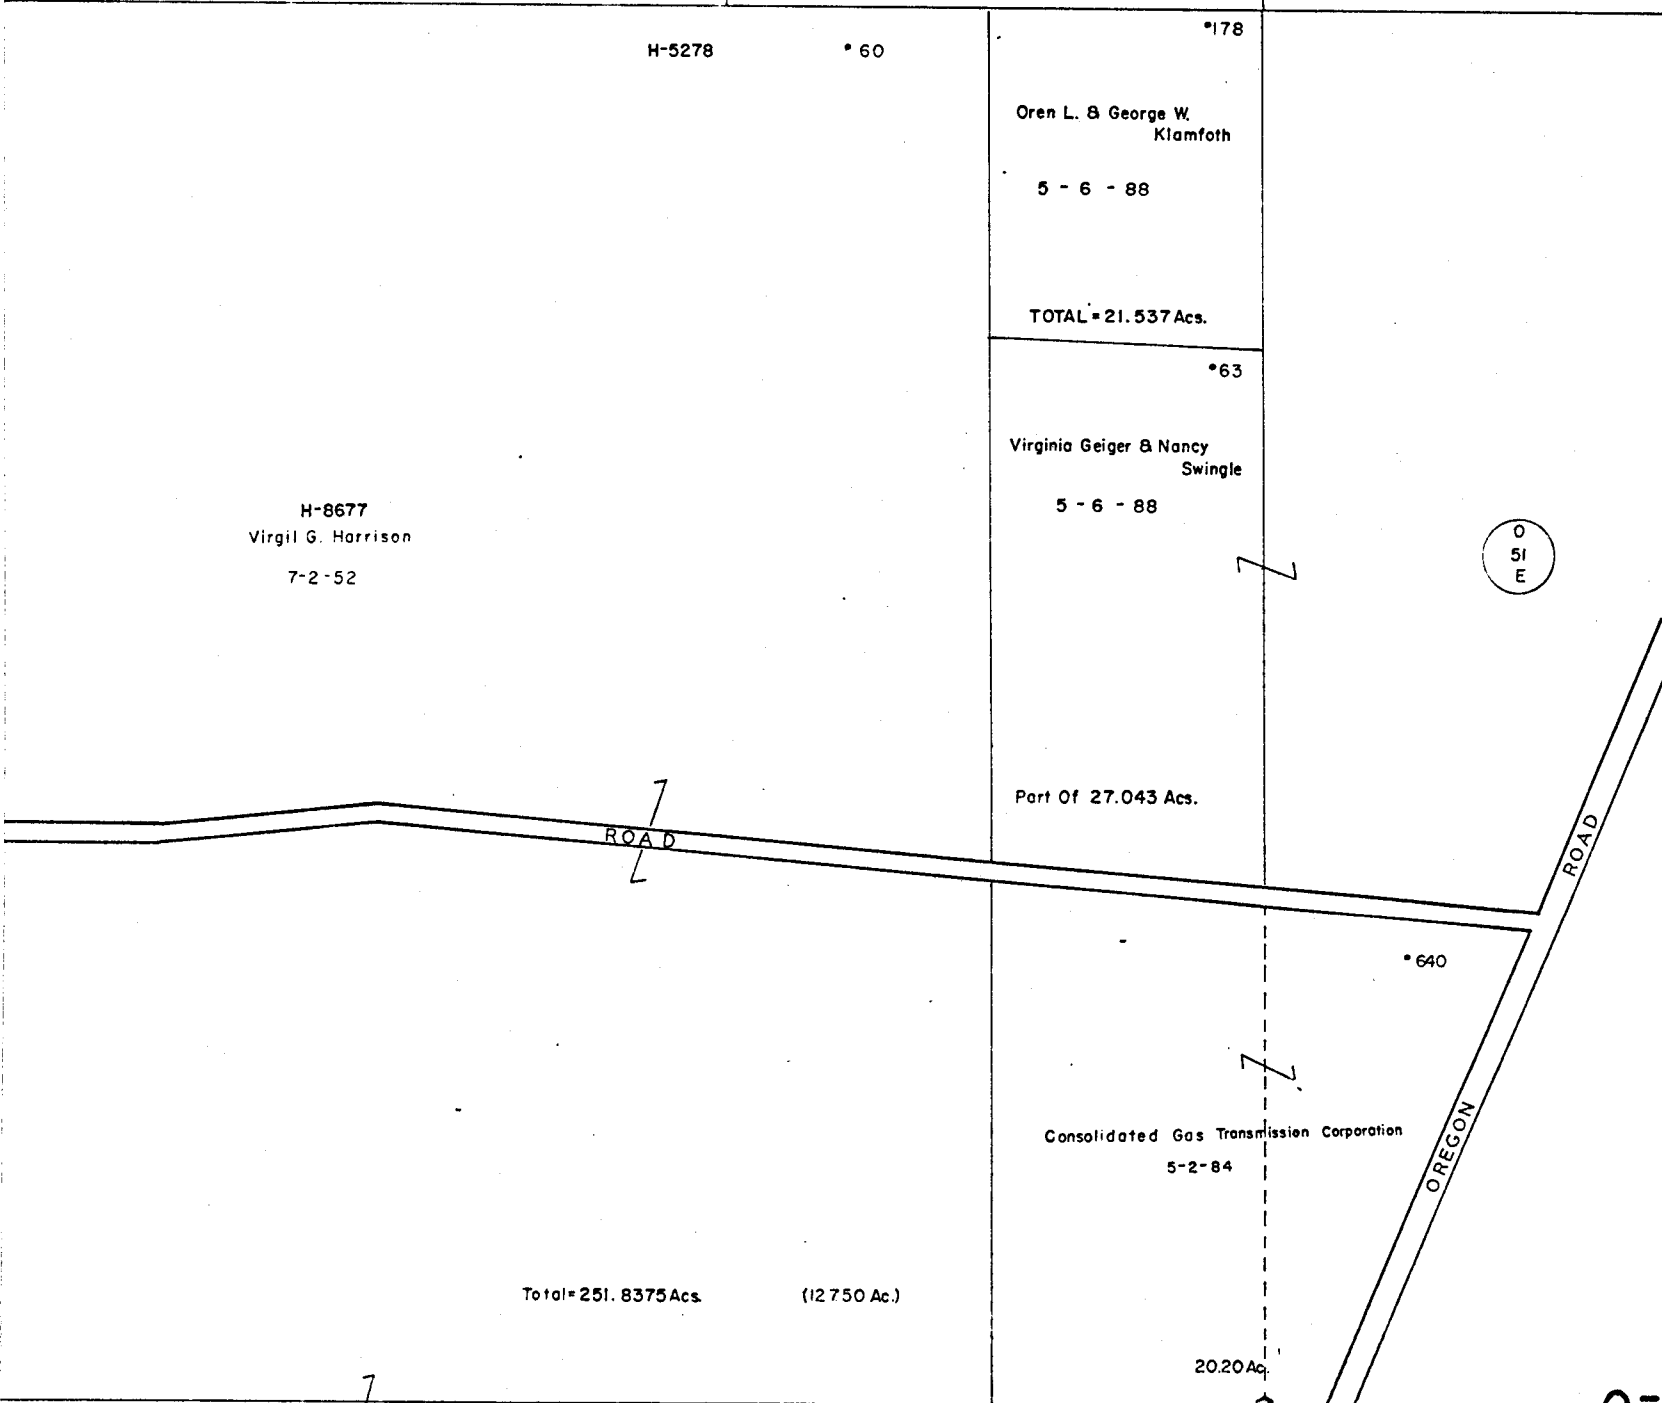 H-5278
•60
•178
Oren L. & George W.
Klamfoth
5 - 6 - 88
TOTAL = 21.537 Acs.
•63
Virginia Geiger & Nancy
Swingle
5 - 6 - 88
H-8677
Virgil G. Harrison
7-2-52
O
51
E
Part Of 27.043 Acs.
ROAD
ROAD
•640
Consolidated Gas Transmission Corporation
5-2-84
OREGON
Total=251.8375 Acs.
(12750 Ac.)
20.20 Ac.